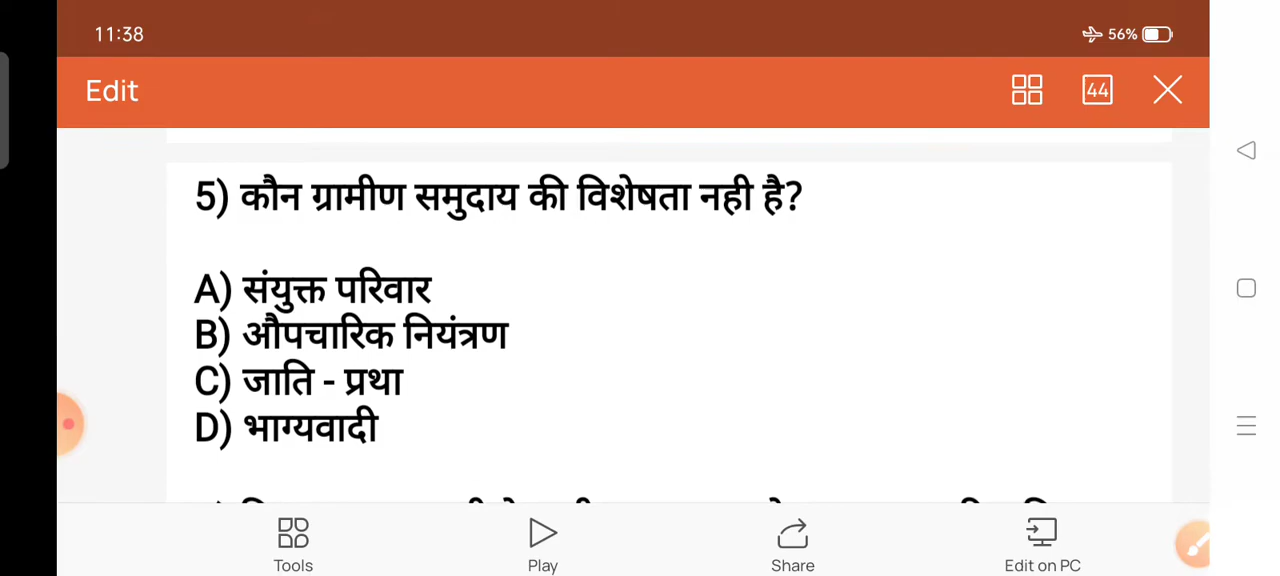 11:38
56%
Edit
44
5) कौन ग्रामीण समुदाय की विशेषता नही है?
A) संयुक्त परिवार
B) औपचारिक नियंत्रण
C) जाति - प्रथा
D) भाग्यवादी
Tools
Play
Share
Edit on PC